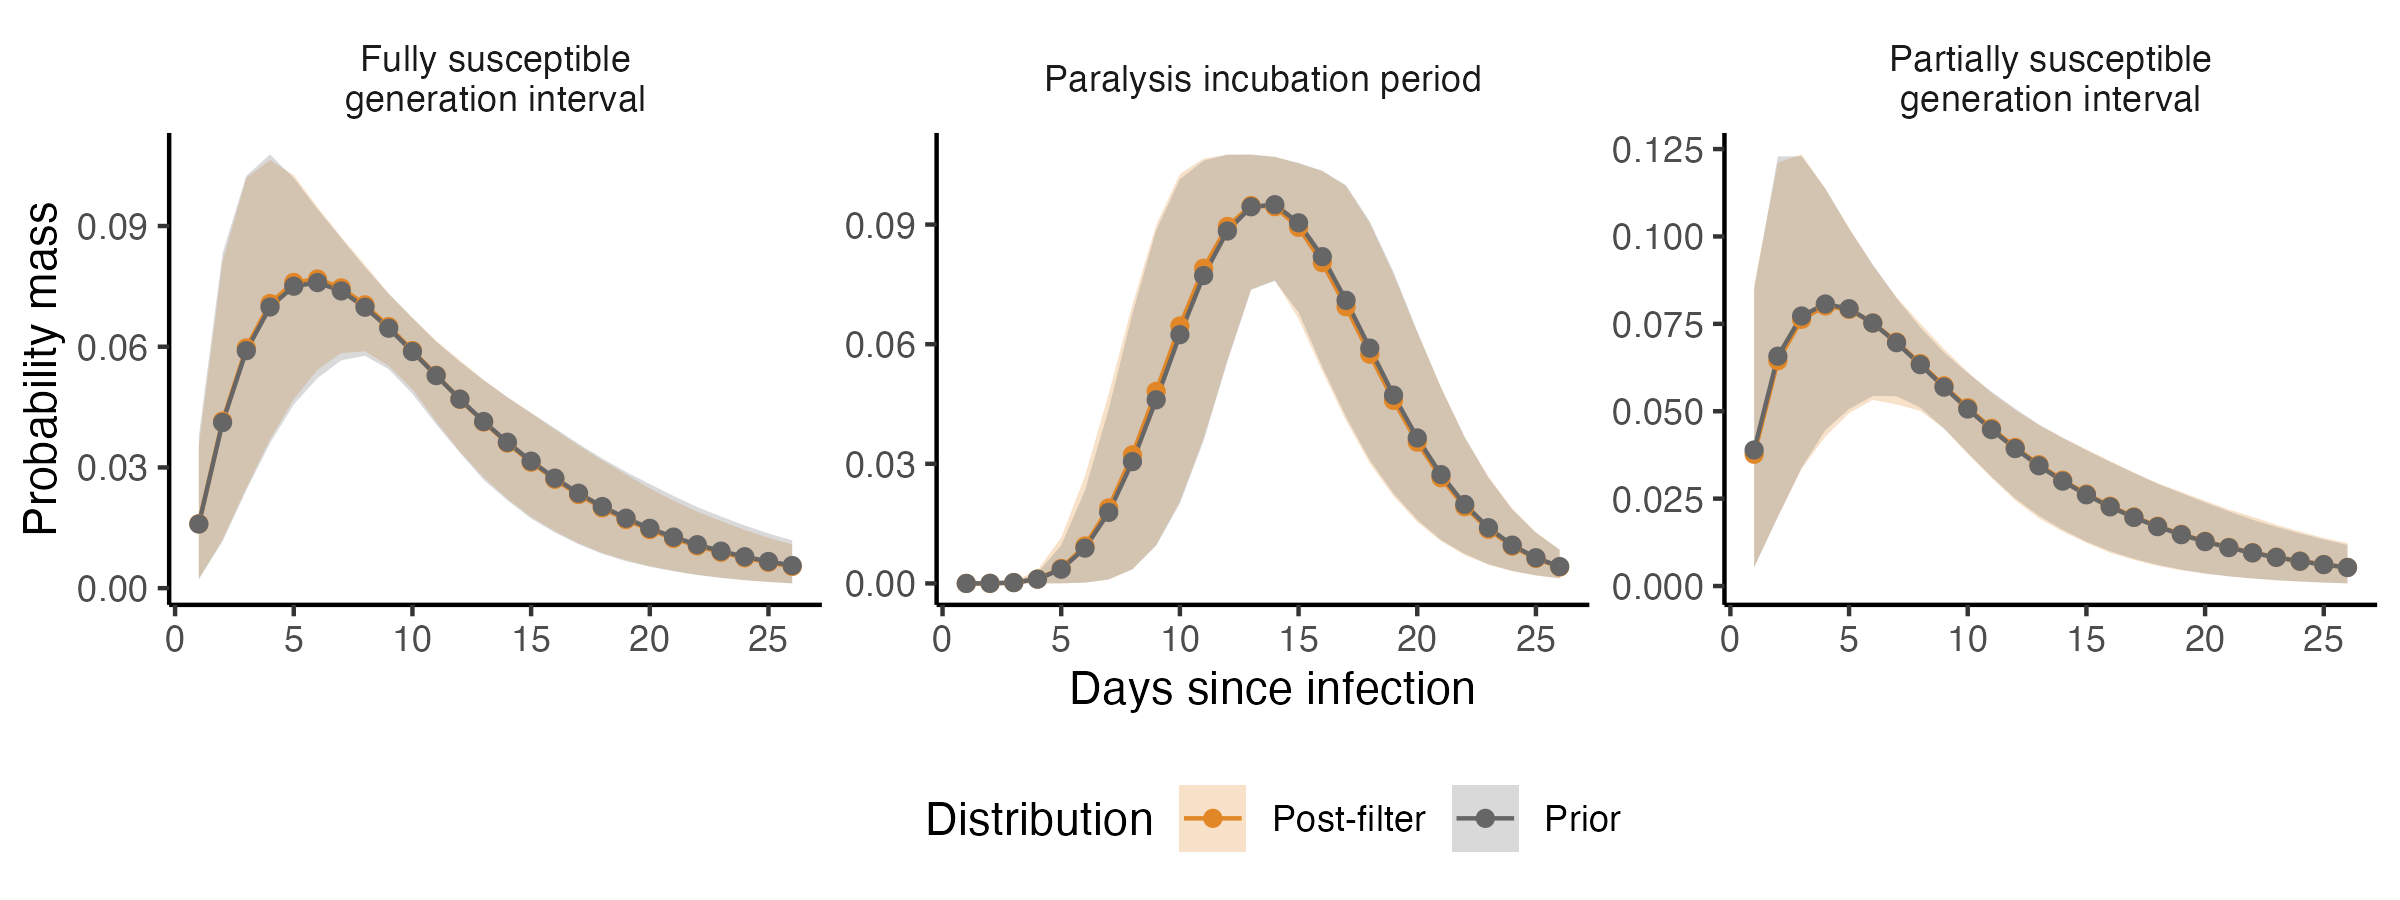 Fully susceptible
generation interval
Paralysis incubation period
Partially susceptible
generation interval
Probability mass
0.09
0.06
0.03
0.00
0.09
0.06
0.03
0.00
0.125
0.100
0.075
0.050
0.025
0.000
0 5 10 15 20 25
0 5 10 15 20 25
0 5 10 15 20 25
Days since infection
Distribution Post-filter Prior